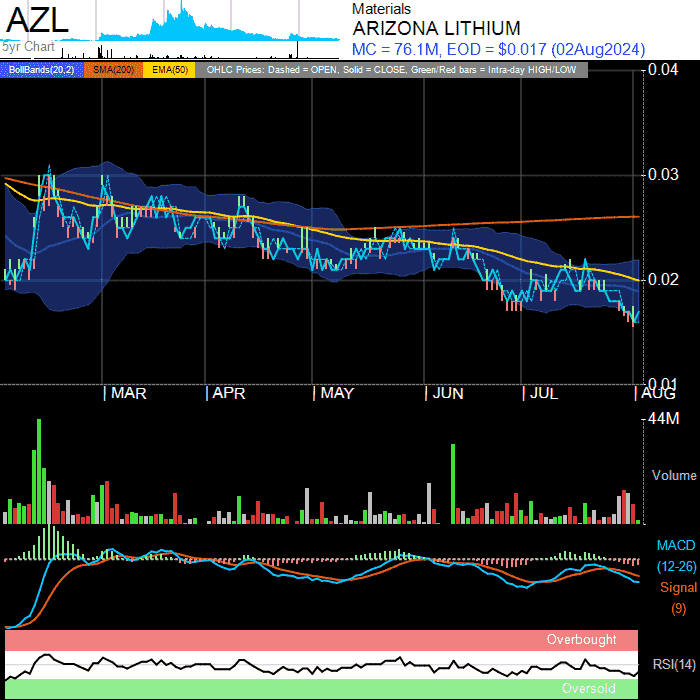 AZL
5yr Chart
Materials
ARIZONA LITHIUM
MC = 76.1M, EOD = $0.017 (02Aug2024)
BollBands(20,2) SMA(200) EMA(50) OHLC Prices: Dashed = OPEN, Solid = CLOSE, Green/Red bars = Intra-day HIGH/LOW
0.04
0.03
0.02
0.01
MAR APR MAY JUN JUL AUG
44M
Volume
MACD
(12-26)
Signal
(9)
Overbought
RSI(14)
Oversold